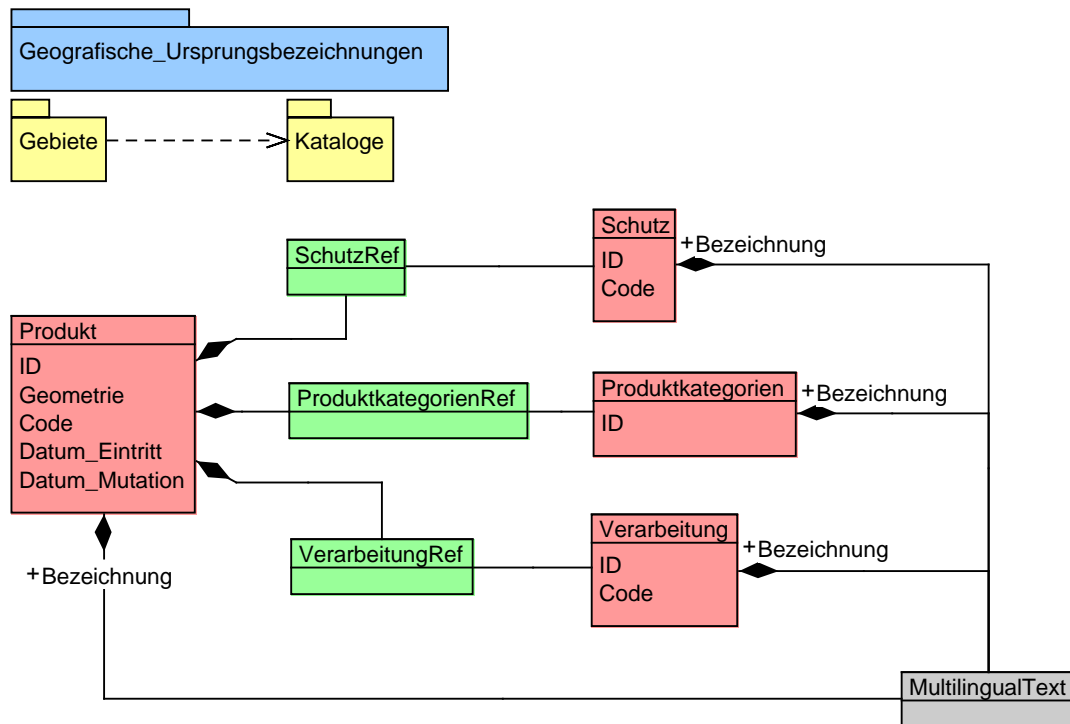 Geografische_Ursprungsbezeichnungen
Gebiete
Kataloge
Schutz
ID
Code
+Bezeichnung
SchutzRef
Produkt
ID
Geometrie
Code
Datum_Eintritt
Datum_Mutation
ProduktkategorienRef
Produktkategorien
ID
+Bezeichnung
VerarbeitungRef
Verarbeitung
ID
Code
+Bezeichnung
+Bezeichnung
MultilingualText